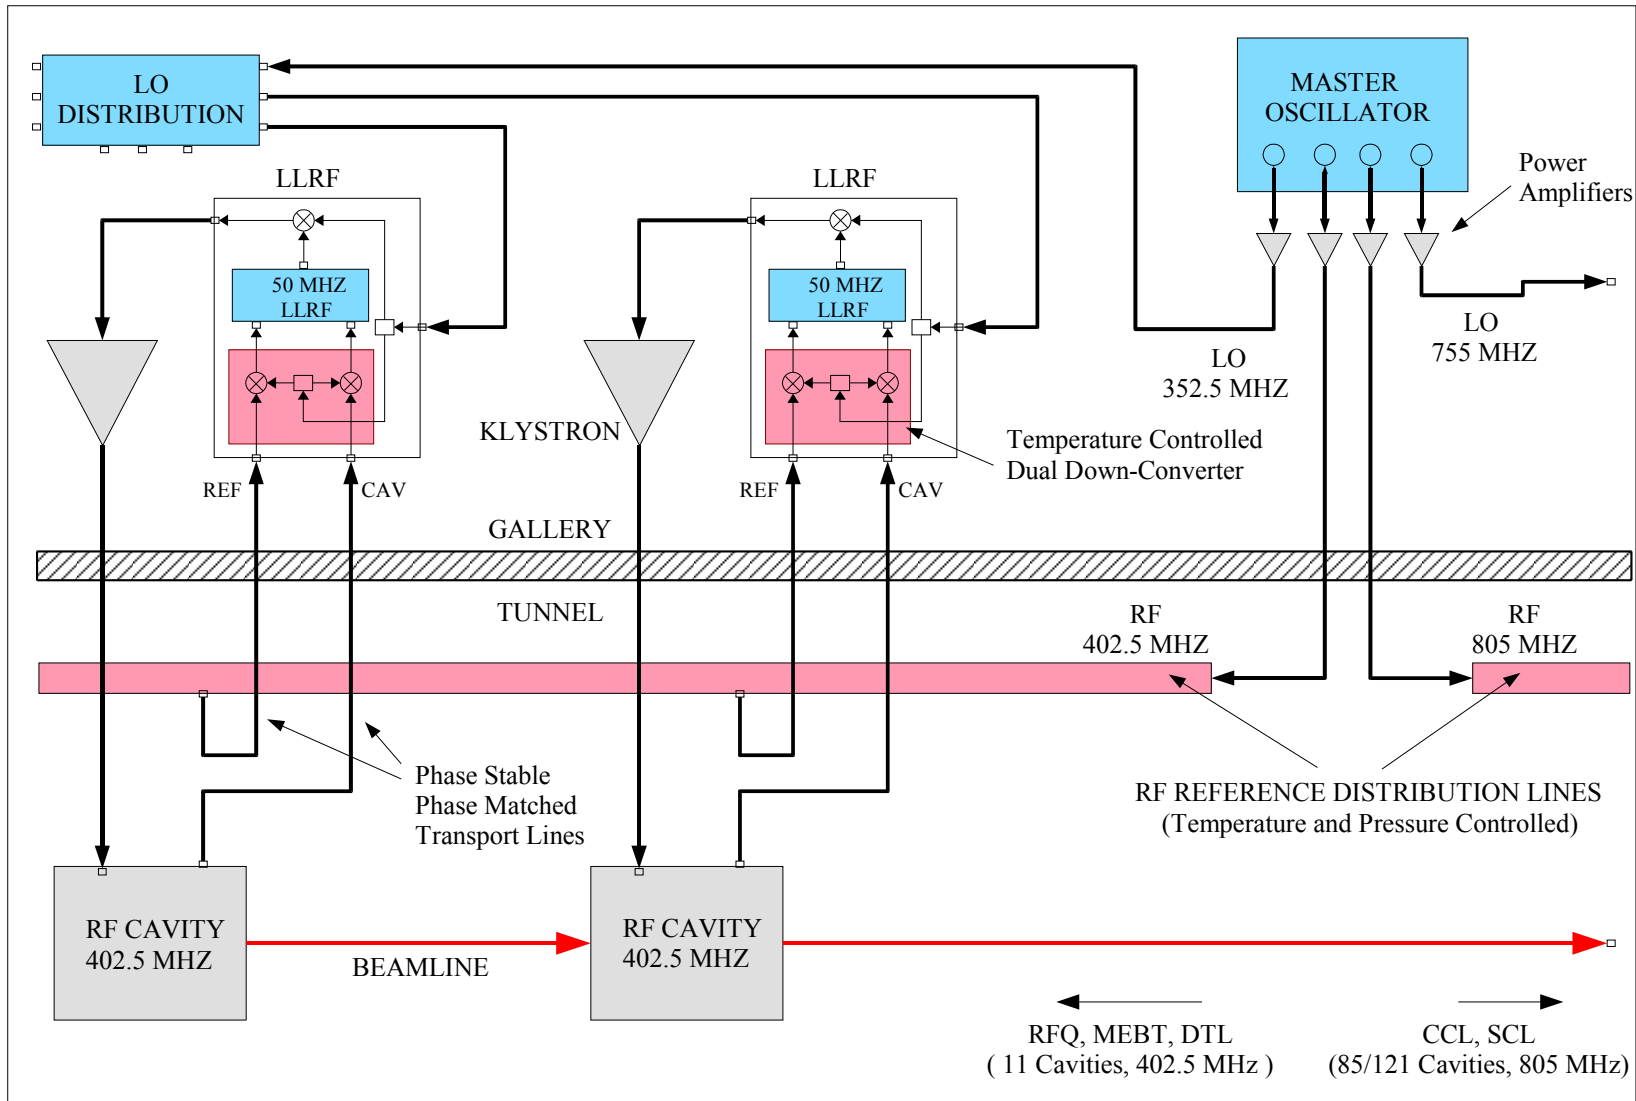 LO
DISTRIBUTION
MASTER
OSCILLATOR
Power
Amplifiers
LLRF
LLRF
50 MHZ
LLRF
50 MHZ
LLRF
LO
755 MHZ
LO
352.5 MHZ
KLYSTRON
Temperature Controlled
Dual Down-Converter
REF
CAV
REF
CAV
GALLERY
TUNNEL
RF
402.5 MHZ
RF
805 MHZ
Phase Stable
Phase Matched
Transport Lines
RF REFERENCE DISTRIBUTION LINES
(Temperature and Pressure Controlled)
RF CAVITY
402.5 MHZ
BEAMLINE
RF CAVITY
402.5 MHZ
RFQ, MEBT, DTL
( 11 Cavities, 402.5 MHz )
CCL, SCL
(85/121 Cavities, 805 MHz)